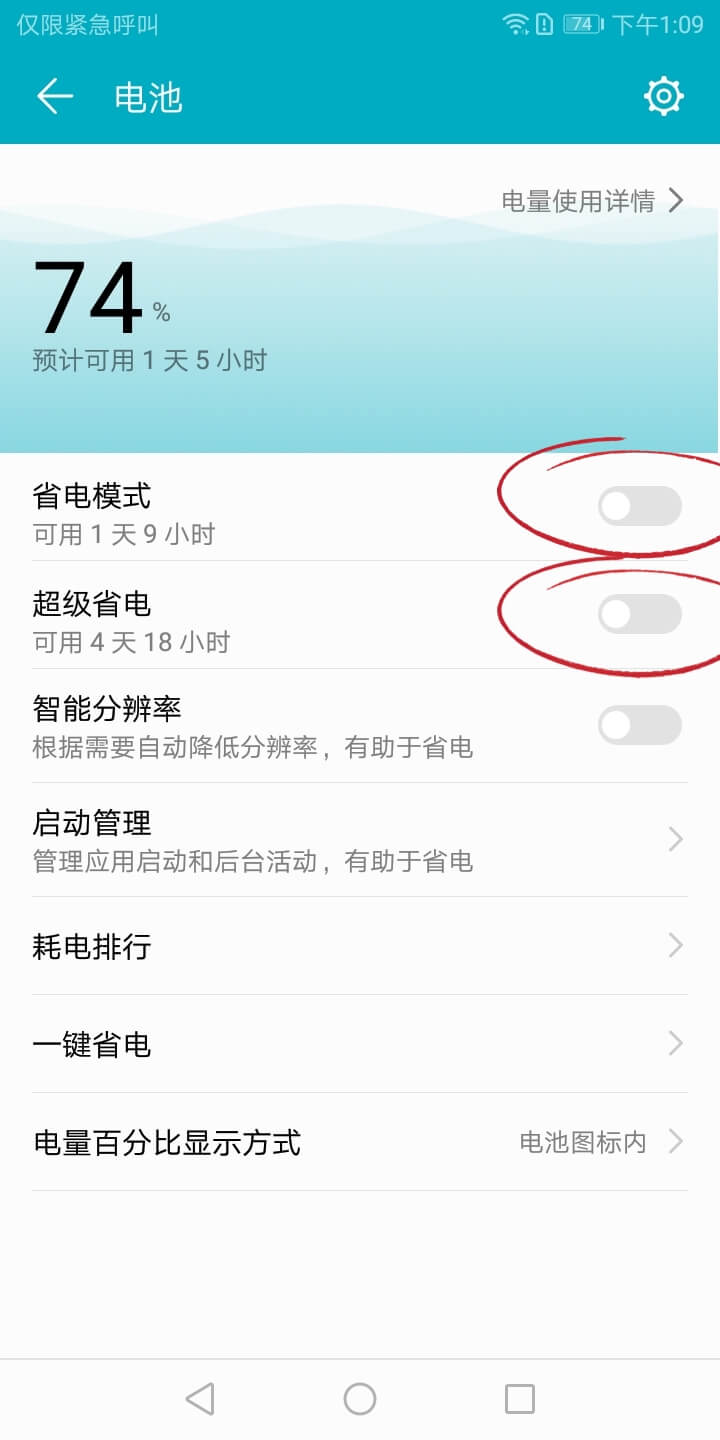 仅限紧急呼叫 74 下午1:09
电池
电量使用详情
74%
预计可用 1 天 5 小时
省电模式
可用 1 天 9 小时
超级省电
可用 4 天 18 小时
智能分辨率
根据需要自动降低分辨率，有助于省电
启动管理
管理应用启动和后台活动，有助于省电
耗电排行
一键省电
电量百分比显示方式 电池图标内